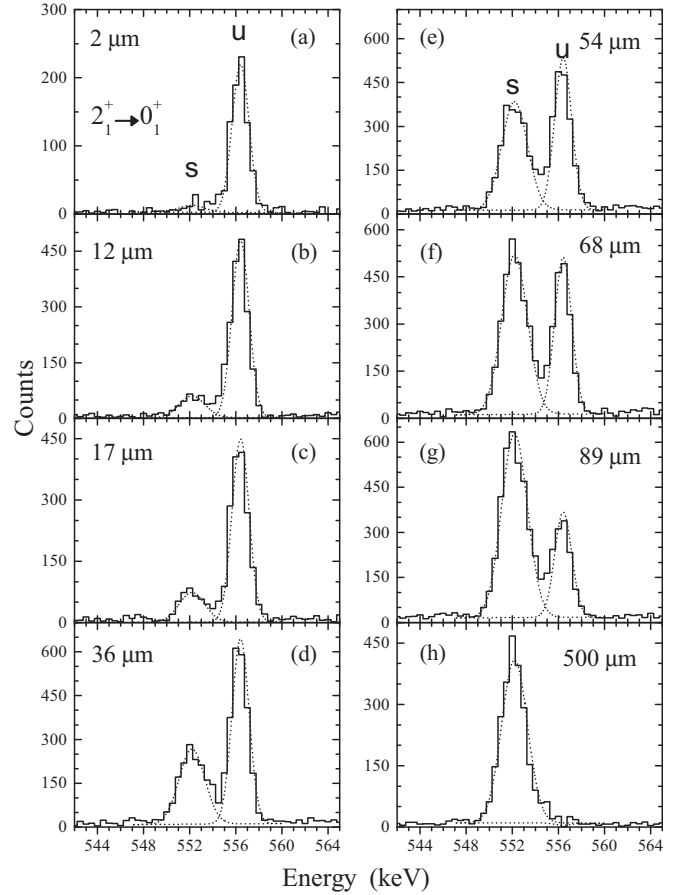 300
2 μm
u
(a)
200
2₁⁺→0₁⁺
100
s
0
12 μm
(b)
450
300
150
0
17 μm
(c)
450
300
150
0
36 μm
(d)
600
450
300
150
0
544 548 552 556 560 564
(e)
54 μm
600
s
u
450
300
150
0
(f)
68 μm
600
450
300
150
0
(g)
89 μm
600
450
300
150
0
(h)
500 μm
450
300
150
0
544 548 552 556 560 564
Counts
Energy (keV)